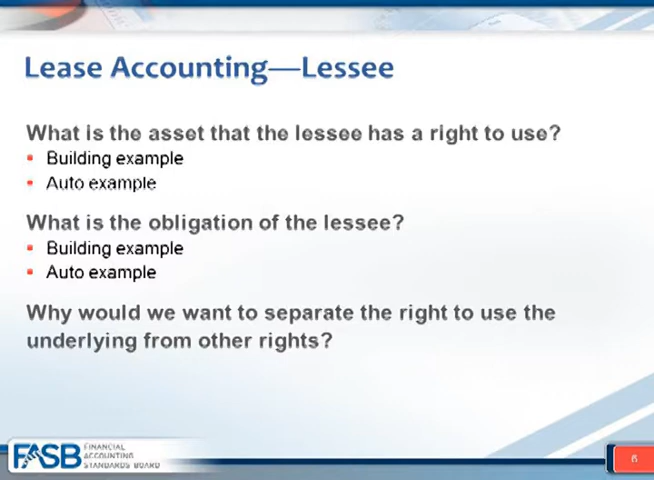 Lease Accounting—Lessee
What is the asset that the lessee has a right to use?
Building example
Auto example
What is the obligation of the lessee?
Building example
Auto example
Why would we want to separate the right to use the
underlying from other rights?
FASB
FINANCIAL
ACCOUNTING
STANDARDS BOARD
6